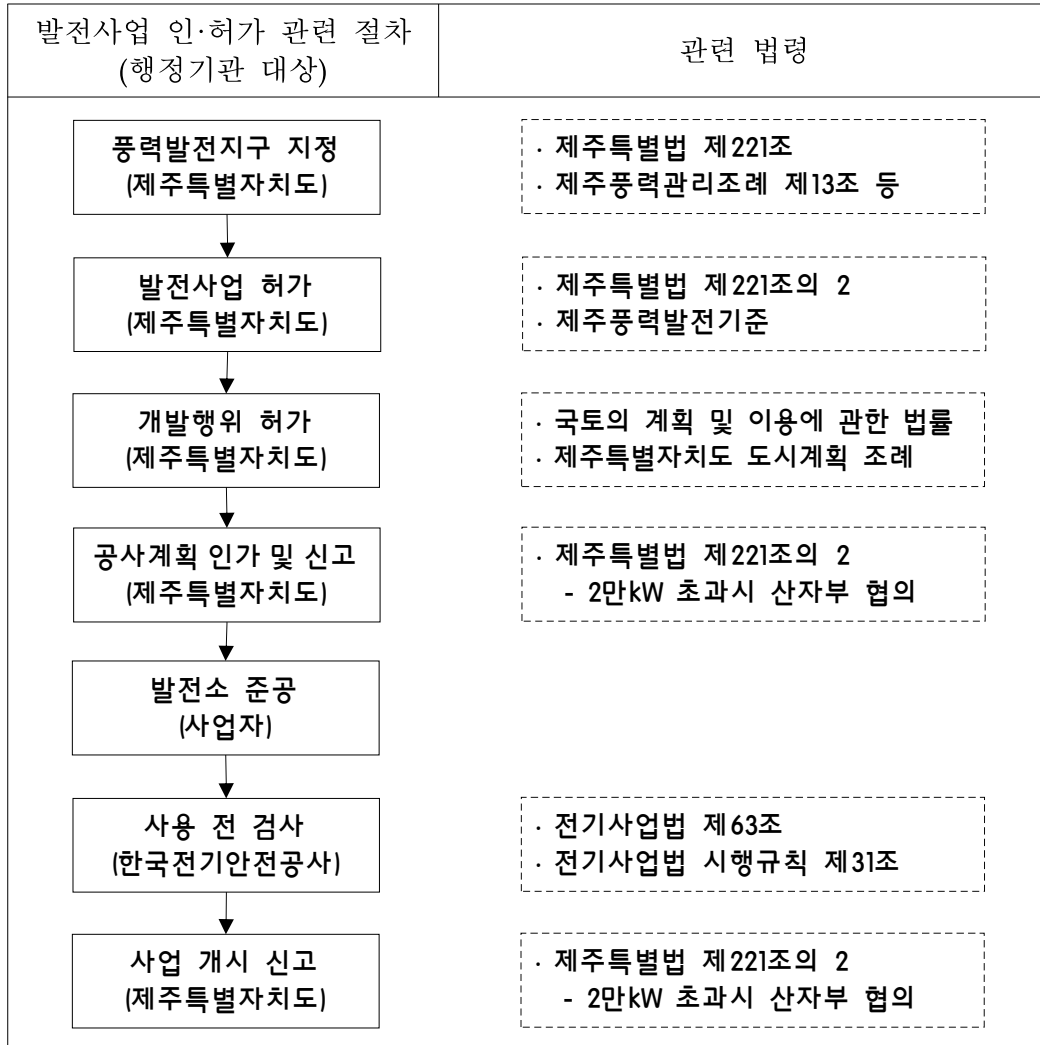 발전사업 인·허가 관련 절차
(행정기관 대상)
관련 법령
풍력발전지구 지정
(제주특별자치도)
· 제주특별법 제221조
· 제주풍력관리조례 제13조 등
발전사업 허가
(제주특별자치도)
· 제주특별법 제221조의 2
· 제주풍력발전기준
개발행위 허가
(제주특별자치도)
· 국토의 계획 및 이용에 관한 법률
· 제주특별자치도 도시계획 조례
공사계획 인가 및 신고
(제주특별자치도)
· 제주특별법 제221조의 2
- 2만kW 초과시 산자부 협의
발전소 준공
(사업자)
사용 전 검사
(한국전기안전공사)
· 전기사업법 제63조
· 전기사업법 시행규칙 제31조
사업 개시 신고
(제주특별자치도)
· 제주특별법 제221조의 2
- 2만kW 초과시 산자부 협의